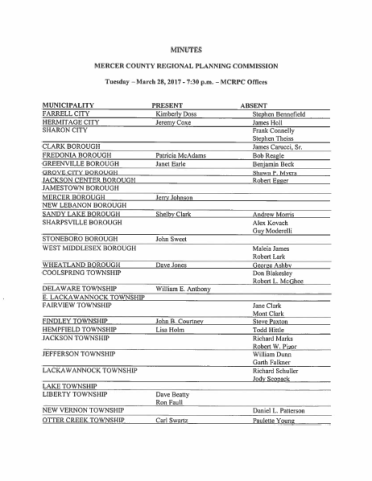 MINUTES
MERCER COUNTY REGIONAL PLANNING COMMISSION
Tuesday – March 28, 2017 - 7:30 p.m. – MCRPC Offices
MUNICIPALITY PRESENT ABSENT
FARRELL CITY Kimberly Doss Stephen Bennefield
HERMITAGE CITY Jeremy Coxe James Holl
SHARON CITY Frank Connelly
Stephen Theiss
CLARK BOROUGH James Carucci, Sr.
FREDONIA BOROUGH Patricia McAdams Bob Reagle
GREENVILLE BOROUGH Janet Earle Benjamin Beck
GROVE CITY BOROUGH Shawn P. Myers
JACKSON CENTER BOROUGH Robert Egger
JAMESTOWN BOROUGH
MERCER BOROUGH Jerry Johnson
NEW LEBANON BOROUGH
SANDY LAKE BOROUGH Shelby Clark Andrew Morris
SHARPSVILLE BOROUGH Alex Kovach
Guy Moderelli
STONEBORO BOROUGH John Sweet
WEST MIDDLESEX BOROUGH James
Robert Lark
WHEATLAND BOROUGH Dave Jones George Ashby
COOLSPRING TOWNSHIP Don Blakesley
Robert L. McGhee
DELAWARE TOWNSHIP William E. Anthony
E. LACKAWANNOCK TOWNSHIP
FAIRVIEW TOWNSHIP Jane Clark
Mont Clark
FINDLEY TOWNSHIP John B. Courtney Steve Paxton
HEMPFIELD TOWNSHIP Lisa Holm Todd Hittle
JACKSON TOWNSHIP Richard Marks
Robert W. Pizor
JEFFERSON TOWNSHIP William Dunn
Garth Falkner
LACKAWANNOCK TOWNSHIP Richard Schuller
Jody Scopack
LAKE TOWNSHIP
LIBERTY TOWNSHIP Dave Beatty
Ron Faull
NEW VERNON TOWNSHIP Daniel L. Patterson
OTTER CREEK TOWNSHIP Carl Swartz Paulette Young